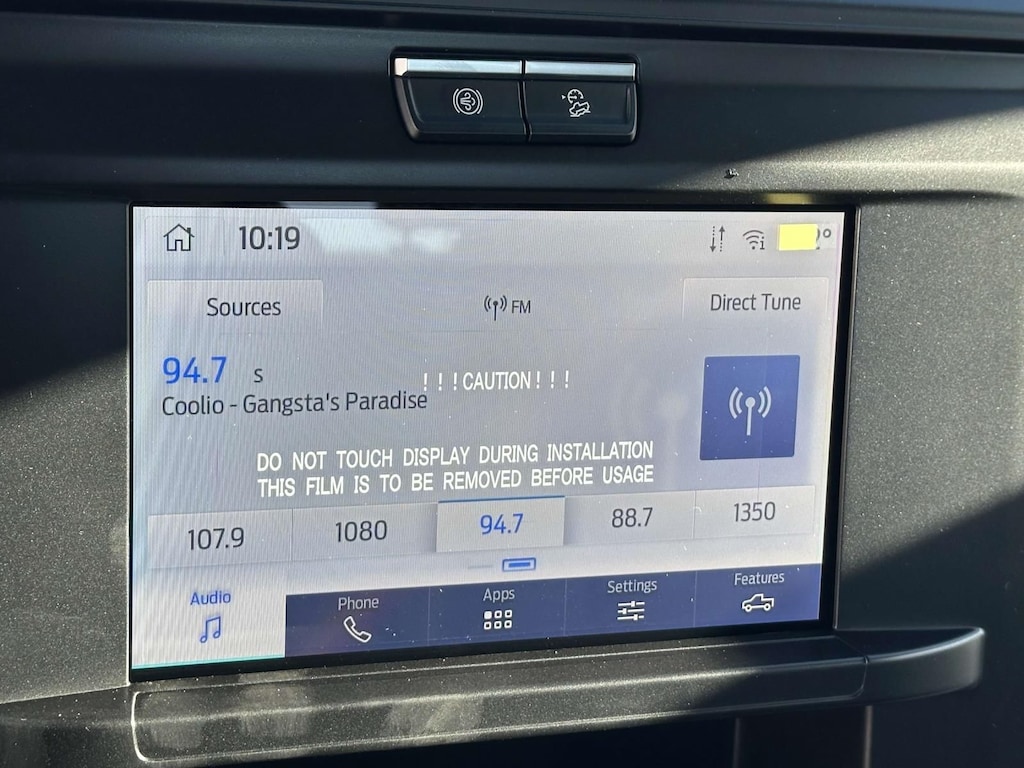 10:19
Sources
FM
Direct Tune
94.7 S
!!!CAUTION!!!
Coolio - Gangsta's Paradise
DO NOT TOUCH DISPLAY DURING INSTALLATION
THIS FILM IS TO BE REMOVED BEFORE USAGE
107.9 1080 94.7 88.7 1350
Audio Phone Apps Settings Features